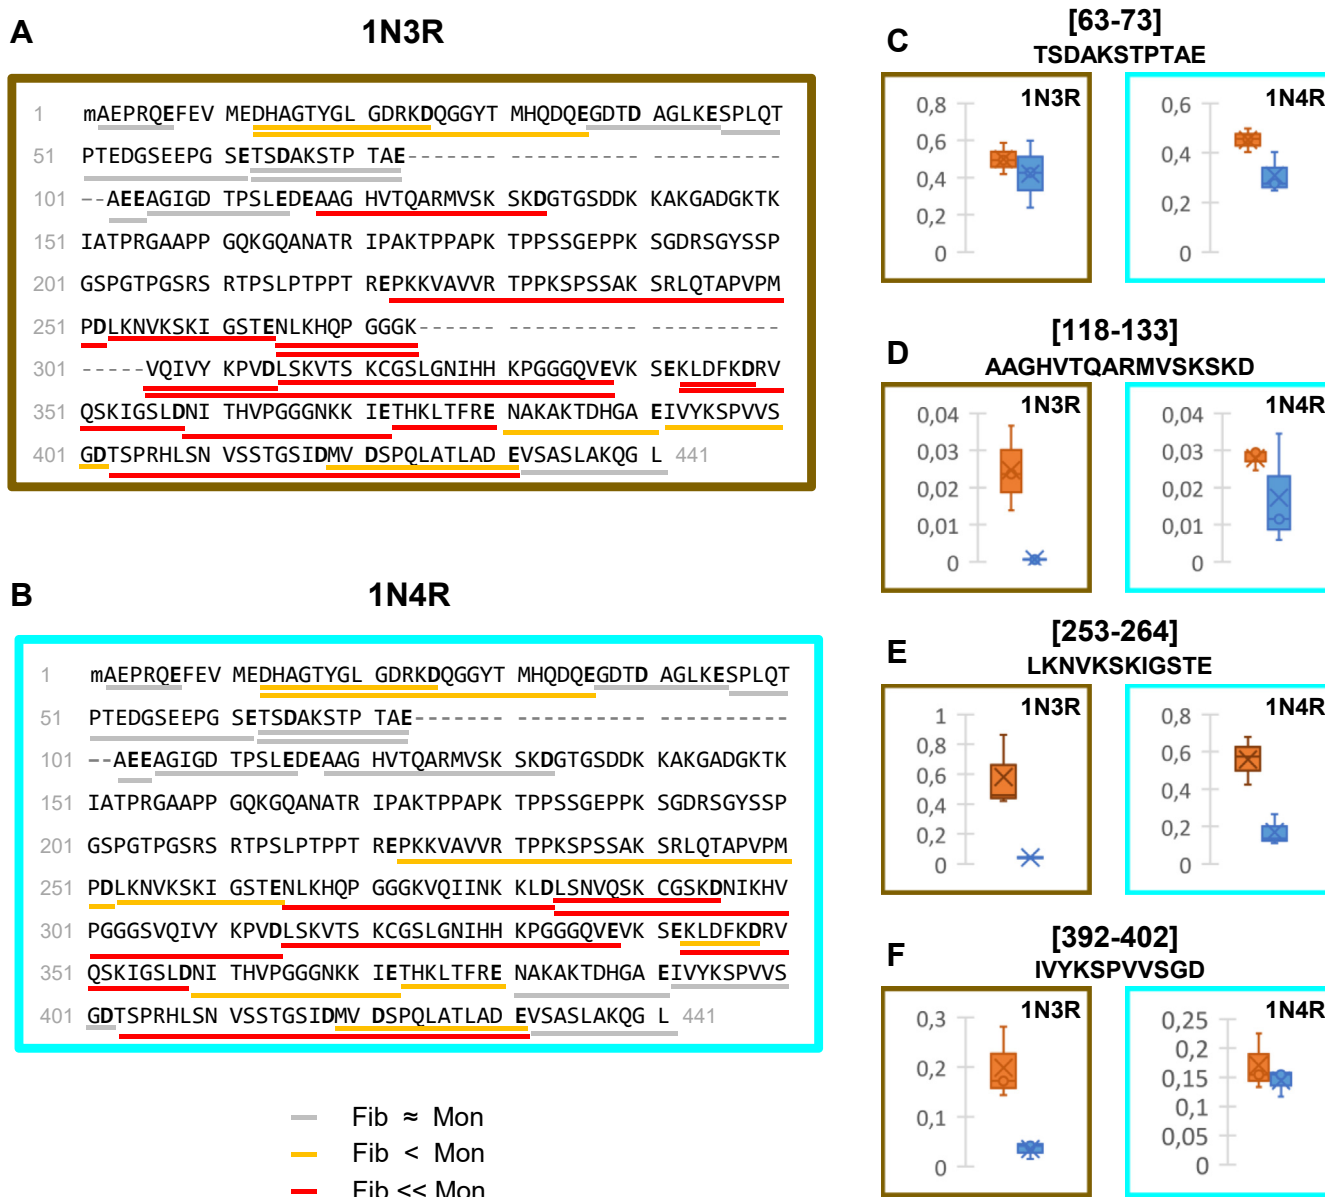 A
1N3R
1 mAEPRQEFEV MEDHAGTYGL GDRKDQGGYT MHQDQEGDTD AGLKESPLQT
51 PTEDGSEEPG SETSDAKSTP TAE------- ---------- ----------
101 --AEEAGIGD TPSLEDEAAG HVTQARMVSK SKDGTGSDDK KAKGADGKTK
151 IATPRGAAPP GQKGQANATR IPAKTPPAPK TPPSSGEPPK SGDRSGYSSP
201 GSPGTPGSRS RTPSLPTPPT REPKKVAVVR TPPKSPSSAK SRLQTAPVPM
251 PDLKNVKSKI GSTENLKHQP GGGK------ ---------- ----------
301 -----VQIVY KPVDLSKVTS KCGSLGNIHH KPGGGQVEVK SEKLDFKDRV
351 QSKIGSLDNI THVPGGGNKK IETHKLTFRE NAKAKTDHGA EIVYKSPVVS
401 GDTSPRHLSN VSSTGSIDMV DSPQLATLAD EVSASLAKQG L 441
B
1N4R
1 mAEPRQEFEV MEDHAGTYGL GDRKDQGGYT MHQDQEGDTD AGLKESPLQT
51 PTEDGSEEPG SETSDAKSTP TAE------- ---------- ----------
101 --AEEAGIGD TPSLEDEAAG HVTQARMVSK SKDGTGSDDK KAKGADGKTK
151 IATPRGAAPP GQKGQANATR IPAKTPPAPK TPPSSGEPPK SGDRSGYSSP
201 GSPGTPGSRS RTPSLPTPPT REPKKVAVVR TPPKSPSSAK SRLQTAPVPM
251 PDLKNVKSKI GSTENLKHQP GGGKVQIINK KLDLSNVQSK CGSKDNIKHV
301 PGGGSVQIVY KPVDLSKVTS KCGSLGNIHH KPGGGQVEVK SEKLDFKDRV
351 QSKIGSLDNI THVPGGGNKK IETHKLTFRE NAKAKTDHGA EIVYKSPVVS
401 GDTSPRHLSN VSSTGSIDMV DSPQLATLAD EVSASLAKQG L 441
Fib ≈ Mon
Fib < Mon
Fib << Mon
C
[63-73]
TSDAKSTPTAE
1N3R
0,8
0,6
0,4
0,2
0
1N4R
0,6
0,4
0,2
0
D
[118-133]
AAGHVTQARMVSKSKD
1N3R
0,04
0,03
0,02
0,01
0
1N4R
0,04
0,03
0,02
0,01
0
E
[253-264]
LKNVKSKIGSTE
1N3R
1
0,8
0,6
0,4
0,2
0
1N4R
0,8
0,6
0,4
0,2
0
F
[392-402]
IVYKSPVVSGD
1N3R
0,3
0,2
0,1
0
1N4R
0,25
0,2
0,15
0,1
0,05
0